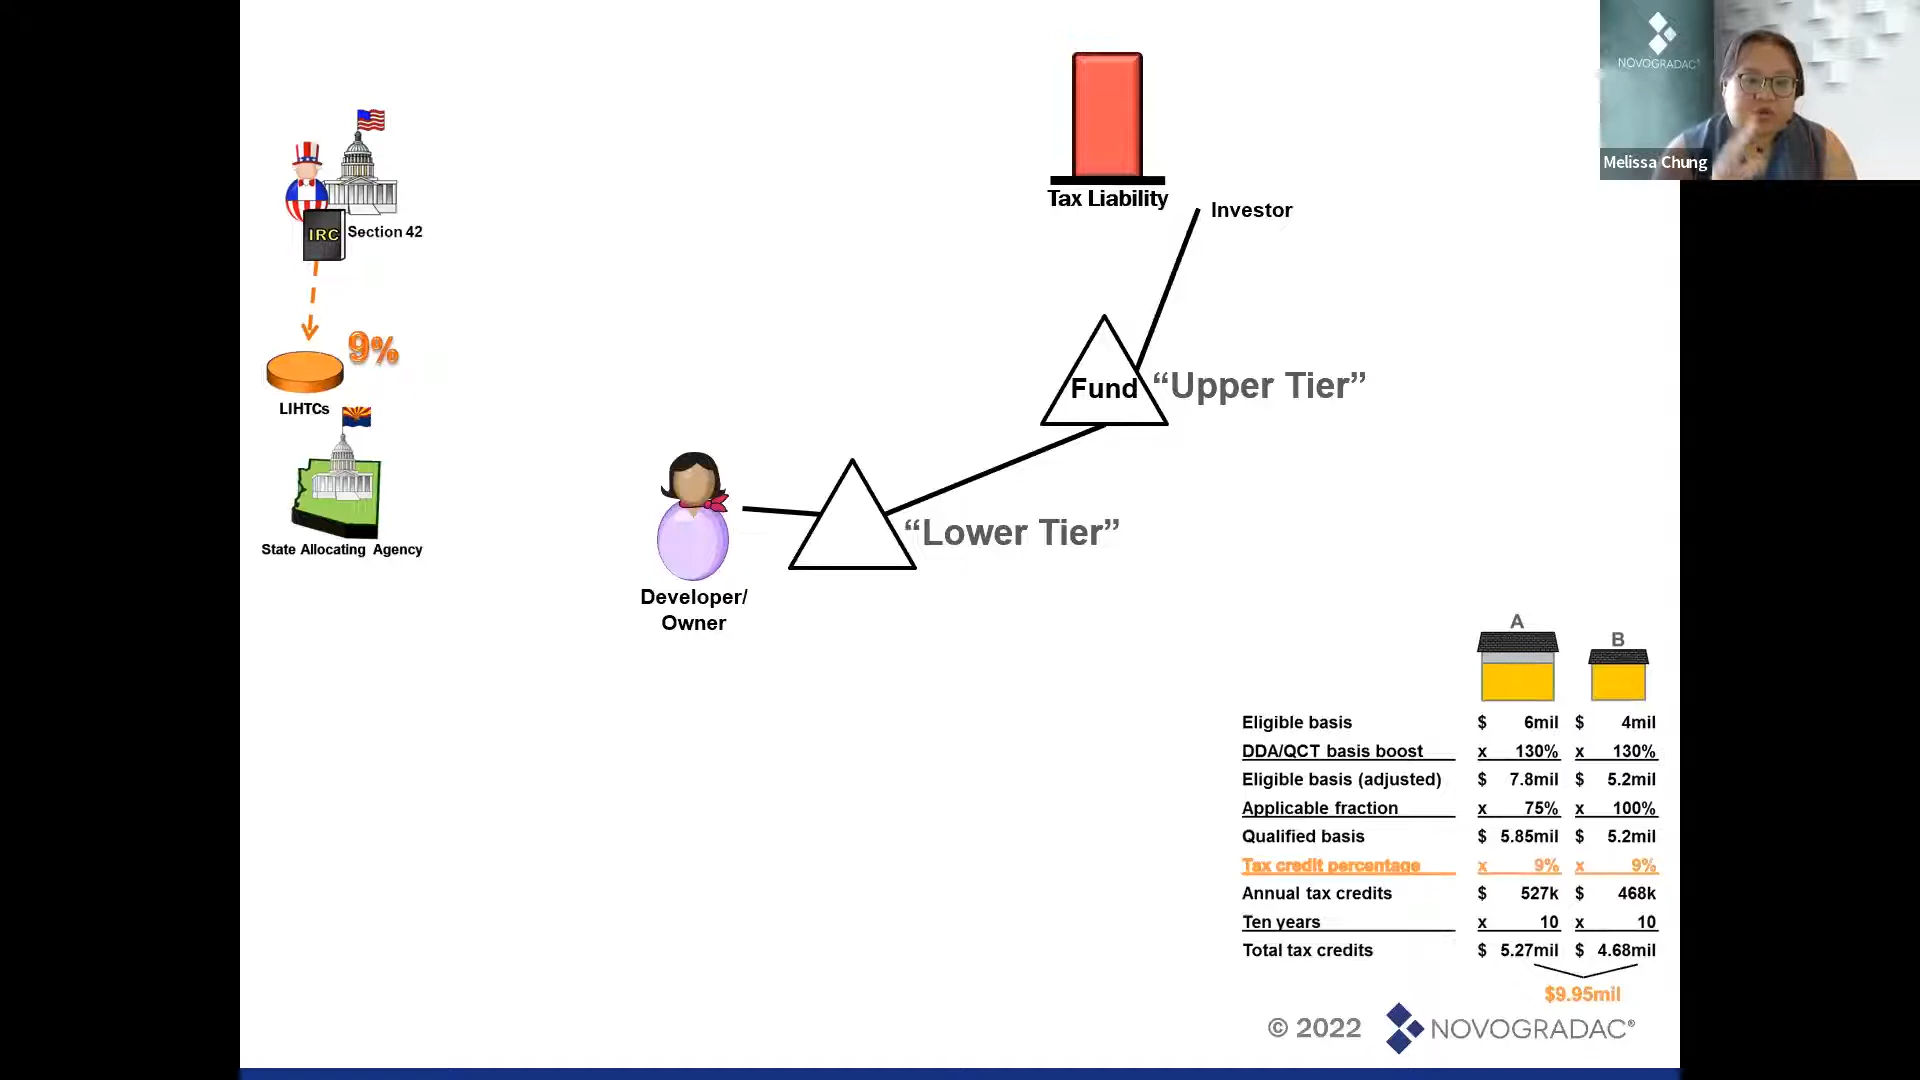 NOVOGRADAC®
Melissa Chung
Tax Liability
Investor
IRC
Section 42
9%
LIHTCs
State Allocating Agency
Fund
“Upper Tier”
“Lower Tier”
Developer/
Owner
A
B
Eligible basis $ 6mil $ 4mil
DDA/QCT basis boost x 130% x 130%
Eligible basis (adjusted) $ 7.8mil $ 5.2mil
Applicable fraction x 75% x 100%
Qualified basis $ 5.85mil $ 5.2mil
Tax credit percentage x 9% x 9%
Annual tax credits $ 527k $ 468k
Ten years x 10 x 10
Total tax credits $ 5.27mil $ 4.68mil
$9.95mil
© 2022 NOVOGRADAC®